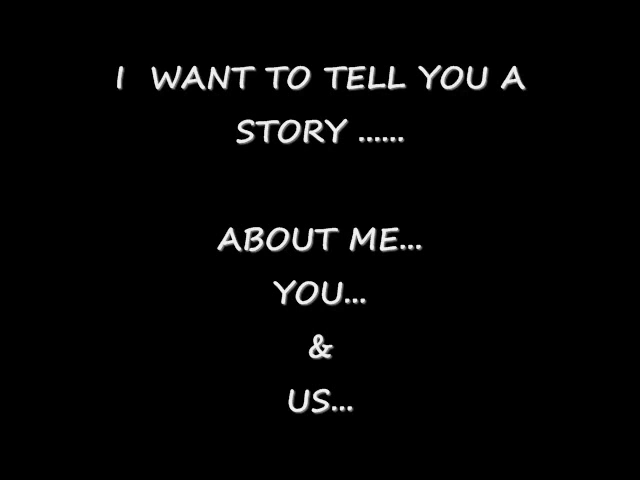 I WANT TO TELL YOU A
STORY ......
ABOUT ME...
YOU...
&
US...